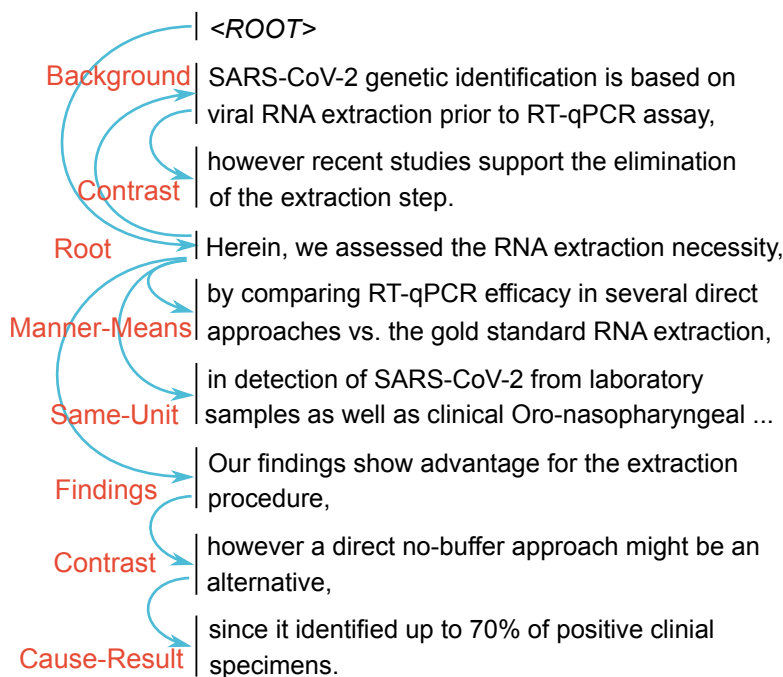 <ROOT>
Background
SARS-CoV-2 genetic identification is based on
viral RNA extraction prior to RT-qPCR assay,
Contrast
however recent studies support the elimination
of the extraction step.
Root
Herein, we assessed the RNA extraction necessity,
Manner-Means
by comparing RT-qPCR efficacy in several direct
approaches vs. the gold standard RNA extraction,
Same-Unit
in detection of SARS-CoV-2 from laboratory
samples as well as clinical Oro-nasopharyngeal ...
Findings
Our findings show advantage for the extraction
procedure,
Contrast
however a direct no-buffer approach might be an
alternative,
Cause-Result
since it identified up to 70% of positive clinial
specimens.